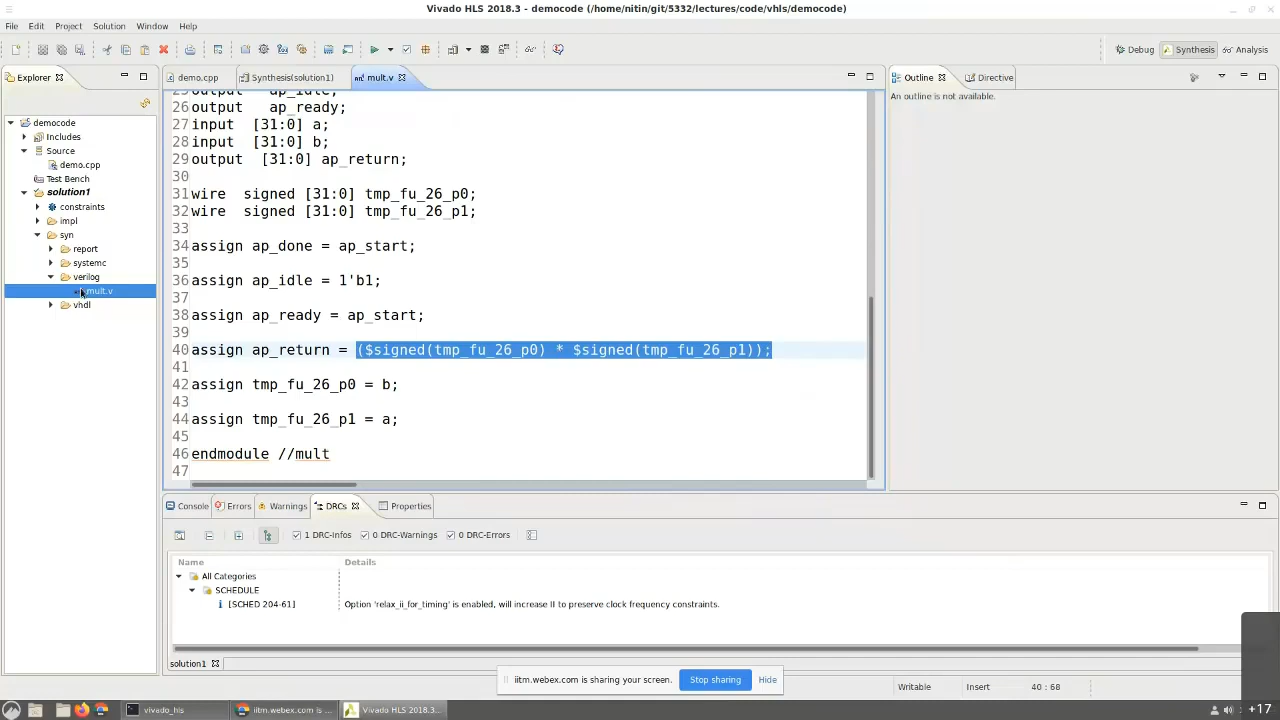 Vivado HLS 2018.3 - democode (/home/nitin/git/5332/lectures/code/vhls/democode)
File Edit Project Solution Window Help
Debug Synthesis Analysis
Explorer
democode
Includes
Source
demo.cpp
Test Bench
solution1
constraints
impl
syn
report
systemc
verilog
mult.v
vhdl
demo.cpp Synthesis(solution1) mult.v
25 output ap_idle;
26 output ap_ready;
27 input [31:0] a;
28 input [31:0] b;
29 output [31:0] ap_return;
30
31 wire signed [31:0] tmp_fu_26_p0;
32 wire signed [31:0] tmp_fu_26_p1;
33
34 assign ap_done = ap_start;
35
36 assign ap_idle = 1'b1;
37
38 assign ap_ready = ap_start;
39
40 assign ap_return = ($signed(tmp_fu_26_p0) * $signed(tmp_fu_26_p1));
41
42 assign tmp_fu_26_p0 = b;
43
44 assign tmp_fu_26_p1 = a;
45
46 endmodule //mult
47
Outline Directive
An outline is not available.
Console Errors Warnings DRCs Properties
1 DRC-Infos 0 DRC-Warnings 0 DRC-Errors
Name Details
All Categories
SCHEDULE
[SCHED 204-61] Option 'relax_ii_for_timing' is enabled, will increase II to preserve clock frequency constraints.
solution1
iitm.webex.com is sharing your screen. Stop sharing Hide
Writable Insert 40 : 68
vivado_hls iitm.webex.com is ... Vivado HLS 2018.3... +17